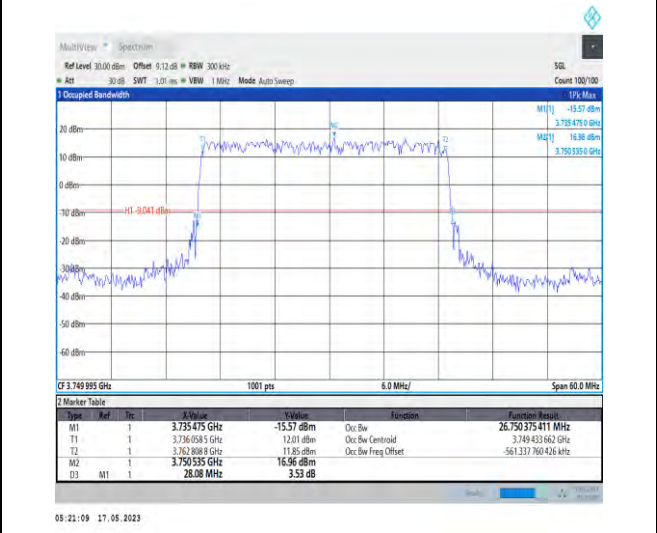 MultiView Spectrum
Ref Level 30.00 dBm Offset 9.12 dB RBW 300 kHz SGL
Att 30 dB SWT 1.01 ms VBW 1 MHz Mode Auto Sweep Count 100/100
1 Occupied Bandwidth 1Pk Max
M1[1] -15.57 dBm
3.735 475 0 GHz
M2[1] 16.96 dBm
3.750 535 0 GHz
20 dBm
10 dBm
0 dBm
-10 dBm
H1 -9.041 dBm
-20 dBm
-30 dBm
-40 dBm
-50 dBm
-60 dBm
T1
M2
T2
CF 3.749 995 GHz 1001 pts 6.0 MHz/ Span 60.0 MHz
2 Marker Table
Type Ref Trc X-Value Y-Value Function Function Result
M1 1 3.735 475 GHz -15.57 dBm Occ Bw 26.750 375 411 MHz
T1 1 3.736 058 5 GHz 12.01 dBm Occ Bw Centroid 3.749 433 662 GHz
T2 1 3.762 808 8 GHz 11.85 dBm Occ Bw Freq Offset -561.337 760 426 kHz
M2 1 3.750 535 GHz 16.96 dBm
D3 M1 1 28.08 MHz 3.53 dB
05:21:09 17.05.2023